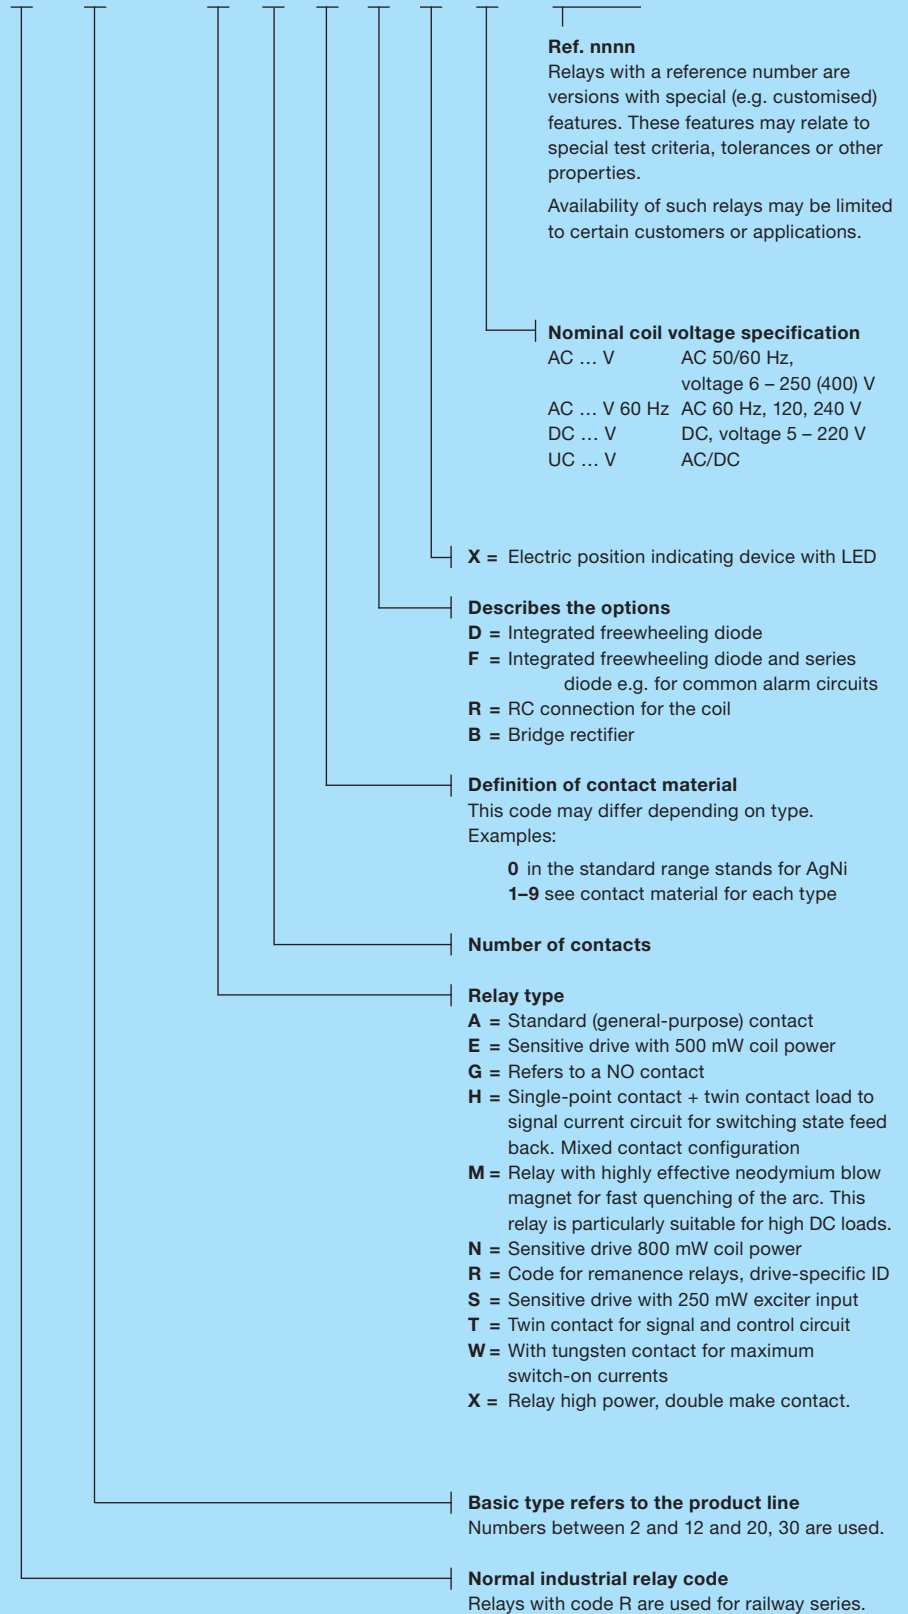 Ref. nnnn
Relays with a reference number are
versions with special (e.g. customised)
features. These features may relate to
special test criteria, tolerances or other
properties.
Availability of such relays may be limited
to certain customers or applications.
Nominal coil voltage specification
AC … V AC 50/60 Hz,
voltage 6 – 250 (400) V
AC … V 60 Hz AC 60 Hz, 120, 240 V
DC … V DC, voltage 5 – 220 V
UC … V AC/DC
X = Electric position indicating device with LED
Describes the options
D = Integrated freewheeling diode
F = Integrated freewheeling diode and series
diode e.g. for common alarm circuits
R = RC connection for the coil
B = Bridge rectifier
Definition of contact material
This code may differ depending on type.
Examples:
0 in the standard range stands for AgNi
1–9 see contact material for each type
Number of contacts
Relay type
A = Standard (general-purpose) contact
E = Sensitive drive with 500 mW coil power
G = Refers to a NO contact
H = Single-point contact + twin contact load to
signal current circuit for switching state feed
back. Mixed contact configuration
M = Relay with highly effective neodymium blow
magnet for fast quenching of the arc. This
relay is particularly suitable for high DC loads.
N = Sensitive drive 800 mW coil power
R = Code for remanence relays, drive-specific ID
S = Sensitive drive with 250 mW exciter input
T = Twin contact for signal and control circuit
W = With tungsten contact for maximum
switch-on currents
X = Relay high power, double make contact.
Basic type refers to the product line
Numbers between 2 and 12 and 20, 30 are used.
Normal industrial relay code
Relays with code R are used for railway series.